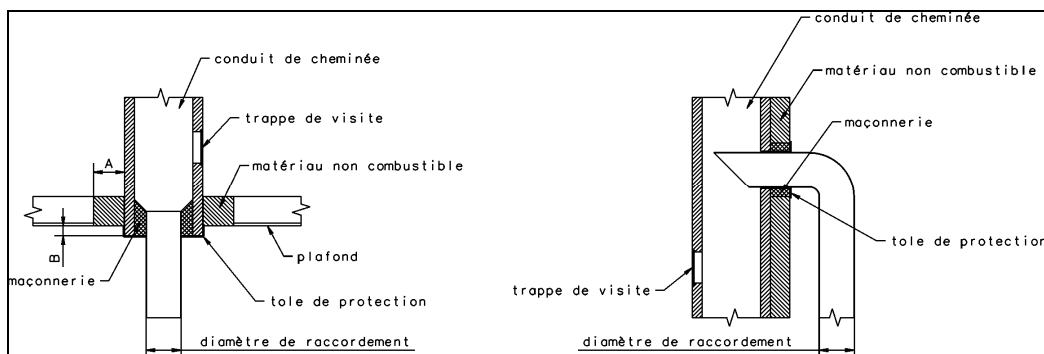 conduit de cheminée
trappe de visite
A
matériau non combustible
B
plafond
maçonnerie
tole de protection
diamètre de raccordement
conduit de cheminée
matériau non combustible
maçonnerie
tole de protection
trappe de visite
diamètre de raccordement